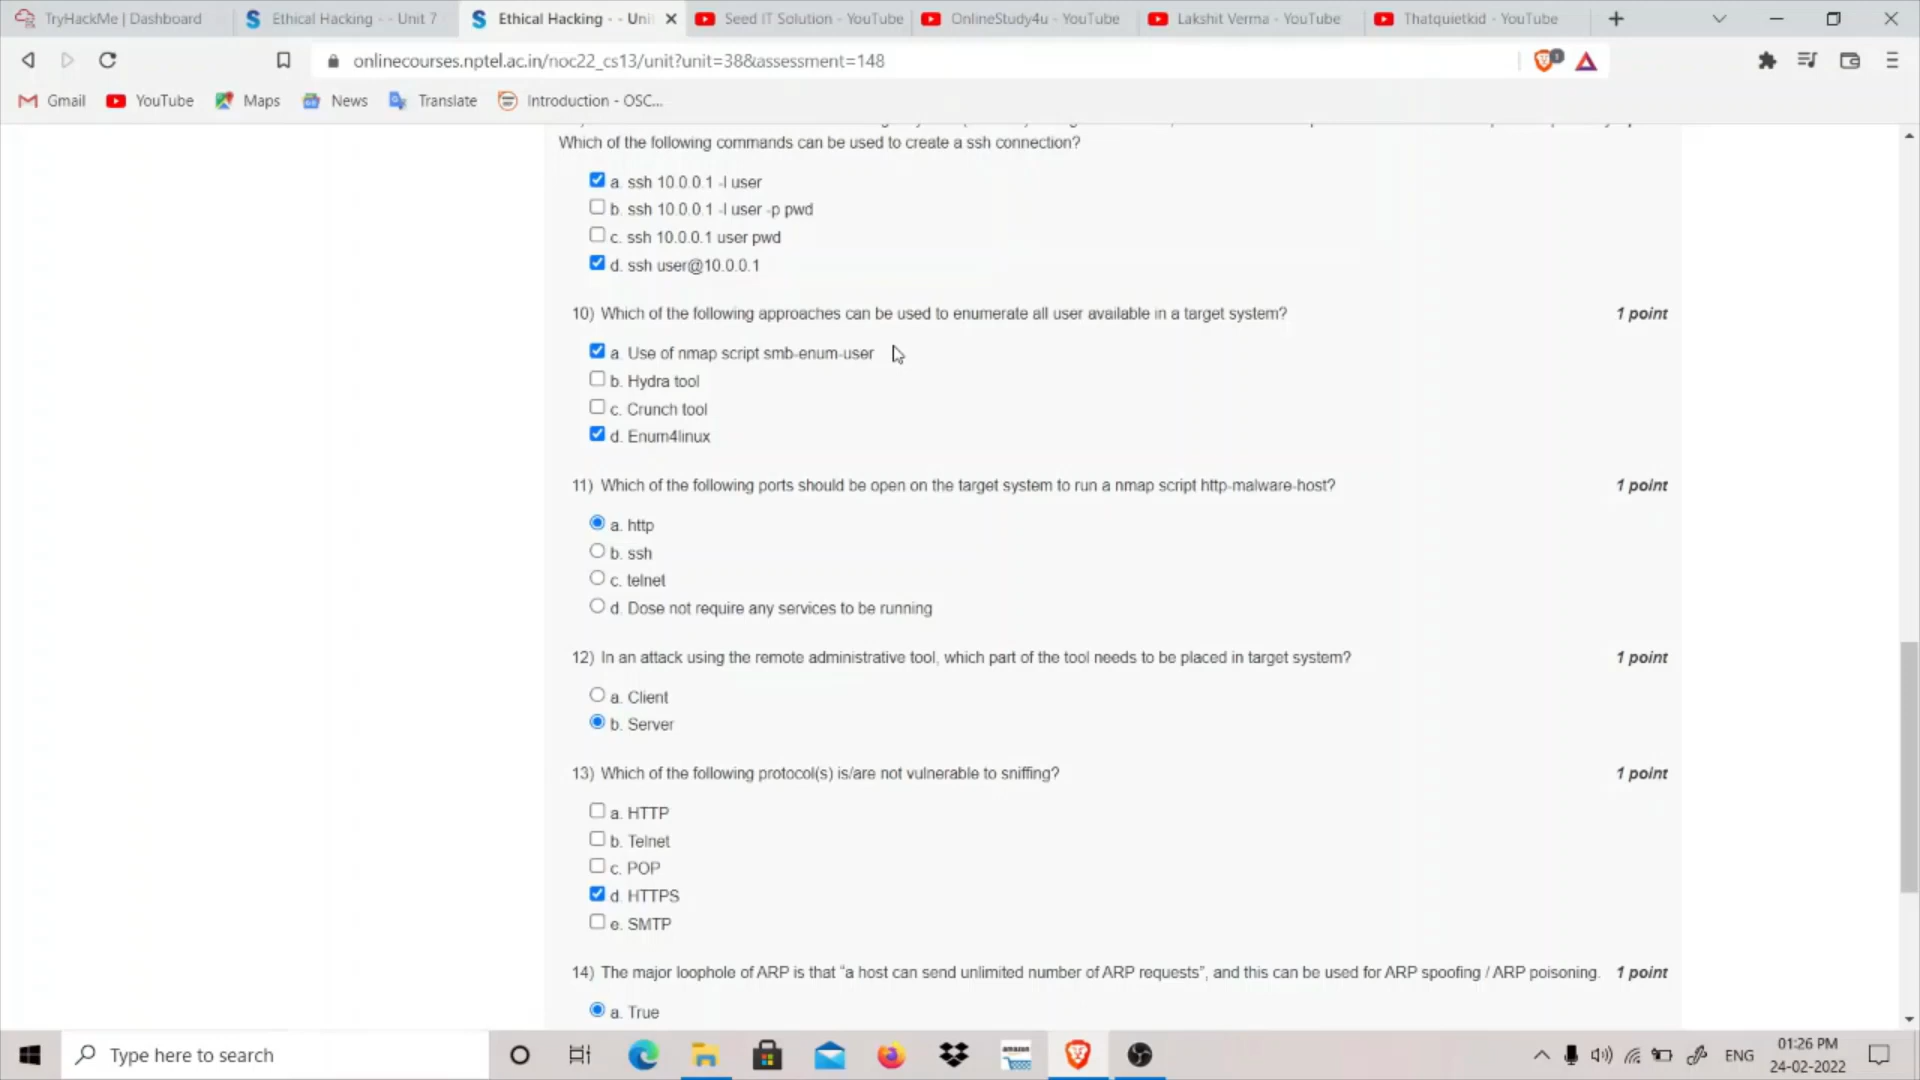 TryHackMe | Dashboard
Ethical Hacking - - Unit 7
Ethical Hacking - - Uni
Seed IT Solution - YouTube
OnlineStudy4u - YouTube
Lakshit Verma - YouTube
Thatquietkid - YouTube
onlinecourses.nptel.ac.in/noc22_cs13/unit?unit=38&assessment=148
Gmail
YouTube
Maps
News
Translate
Introduction - OSC...
Which of the following commands can be used to create a ssh connection?
a. ssh 10.0.0.1 -l user
b. ssh 10.0.0.1 -l user -p pwd
c. ssh 10.0.0.1 user pwd
d. ssh user@10.0.0.1
10) Which of the following approaches can be used to enumerate all user available in a target system? 1 point
a. Use of nmap script smb-enum-user
b. Hydra tool
c. Crunch tool
d. Enum4linux
11) Which of the following ports should be open on the target system to run a nmap script http-malware-host? 1 point
a. http
b. ssh
c. telnet
d. Dose not require any services to be running
12) In an attack using the remote administrative tool, which part of the tool needs to be placed in target system? 1 point
a. Client
b. Server
13) Which of the following protocol(s) is/are not vulnerable to sniffing? 1 point
a. HTTP
b. Telnet
c. POP
d. HTTPS
e. SMTP
14) The major loophole of ARP is that “a host can send unlimited number of ARP requests”, and this can be used for ARP spoofing / ARP poisoning. 1 point
a. True
Type here to search
amazon
ENG
01:26 PM
24-02-2022